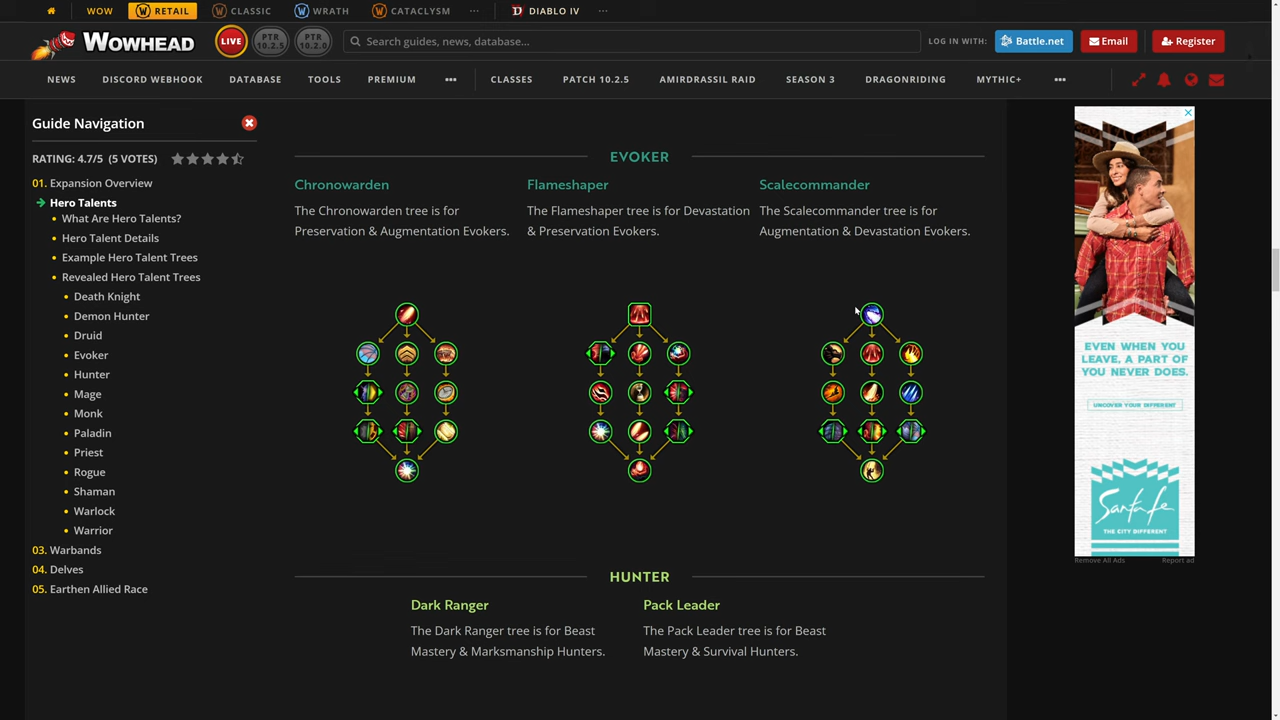 WOW
RETAIL
CLASSIC
WRATH
CATACLYSM
···
DIABLO IV
···
WOWHEAD
LIVE
PTR 10.2.5
PTR 10.2.0
Search guides, news, database...
LOG IN WITH:
Battle.net
Email
Register
NEWS
DISCORD WEBHOOK
DATABASE
TOOLS
PREMIUM
•••
CLASSES
PATCH 10.2.5
AMIRDRASSIL RAID
SEASON 3
DRAGONRIDING
MYTHIC+
•••
Guide Navigation
RATING: 4.7/5 (5 VOTES)
01. Expansion Overview
Hero Talents
What Are Hero Talents?
Hero Talent Details
Example Hero Talent Trees
Revealed Hero Talent Trees
Death Knight
Demon Hunter
Druid
Evoker
Hunter
Mage
Monk
Paladin
Priest
Rogue
Shaman
Warlock
Warrior
03. Warbands
04. Delves
05. Earthen Allied Race
EVOKER
Chronowarden
The Chronowarden tree is for
Preservation & Augmentation Evokers.
Flameshaper
The Flameshaper tree is for Devastation
& Preservation Evokers.
Scalecommander
The Scalecommander tree is for
Augmentation & Devastation Evokers.
HUNTER
Dark Ranger
The Dark Ranger tree is for Beast
Mastery & Marksmanship Hunters.
Pack Leader
The Pack Leader tree is for Beast
Mastery & Survival Hunters.
EVEN WHEN YOU
LEAVE, A PART OF
YOU NEVER DOES.
UNCOVER YOUR DIFFERENT
Santa Fe
THE CITY DIFFERENT
Remove All Ads
Report ad